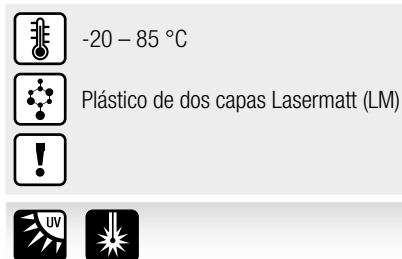 -20 – 85 °C
Plástico de dos capas Lasermatt (LM)
!
UV